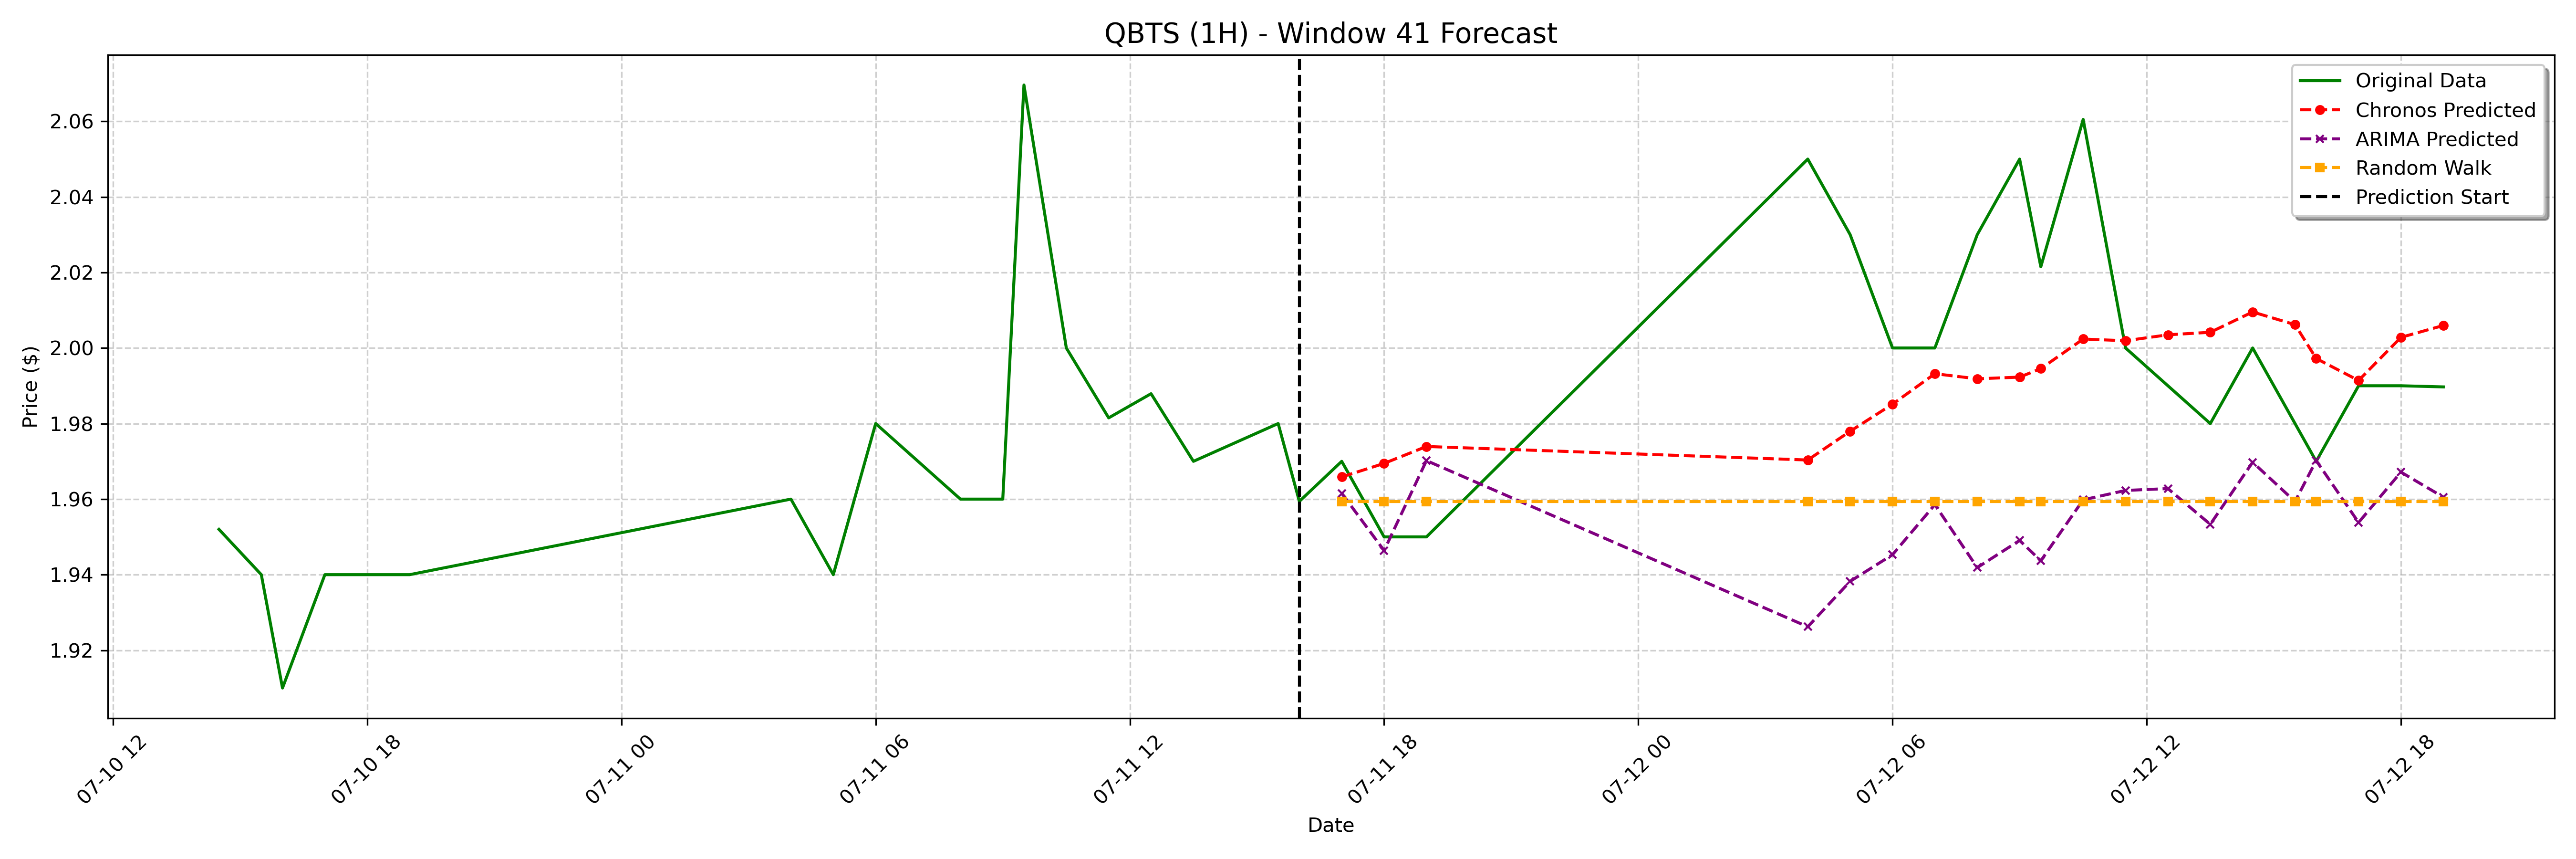 QBTS (1H) - Window 41 Forecast
Original Data
Chronos Predicted
ARIMA Predicted
Random Walk
Prediction Start
Price ($)
2.06
2.04
2.02
2.00
1.98
1.96
1.94
1.92
07-10 12
07-10 18
07-11 00
07-11 06
07-11 12
07-11 18
07-12 00
07-12 06
07-12 12
07-12 18
Date